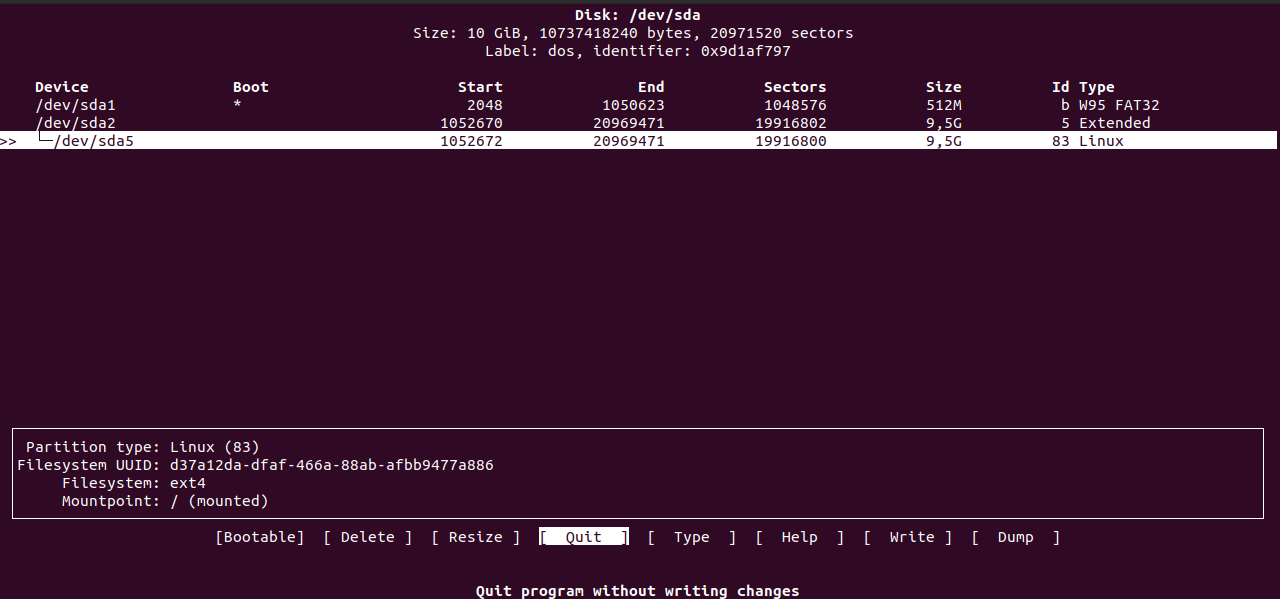 Disk: /dev/sda
Size: 10 GiB, 10737418240 bytes, 20971520 sectors
Label: dos, identifier: 0x9d1af797
Device Boot Start End Sectors Size Id Type
/dev/sda1 * 2048 1050623 1048576 512M b W95 FAT32
/dev/sda2 1052670 20969471 19916802 9,5G 5 Extended
>> └─/dev/sda5 1052672 20969471 19916800 9,5G 83 Linux
Partition type: Linux (83)
Filesystem UUID: d37a12da-dfaf-466a-88ab-afbb9477a886
Filesystem: ext4
Mountpoint: / (mounted)
[Bootable] [ Delete ] [ Resize ] [ Quit ] [ Type ] [ Help ] [ Write ] [ Dump ]
Quit program without writing changes